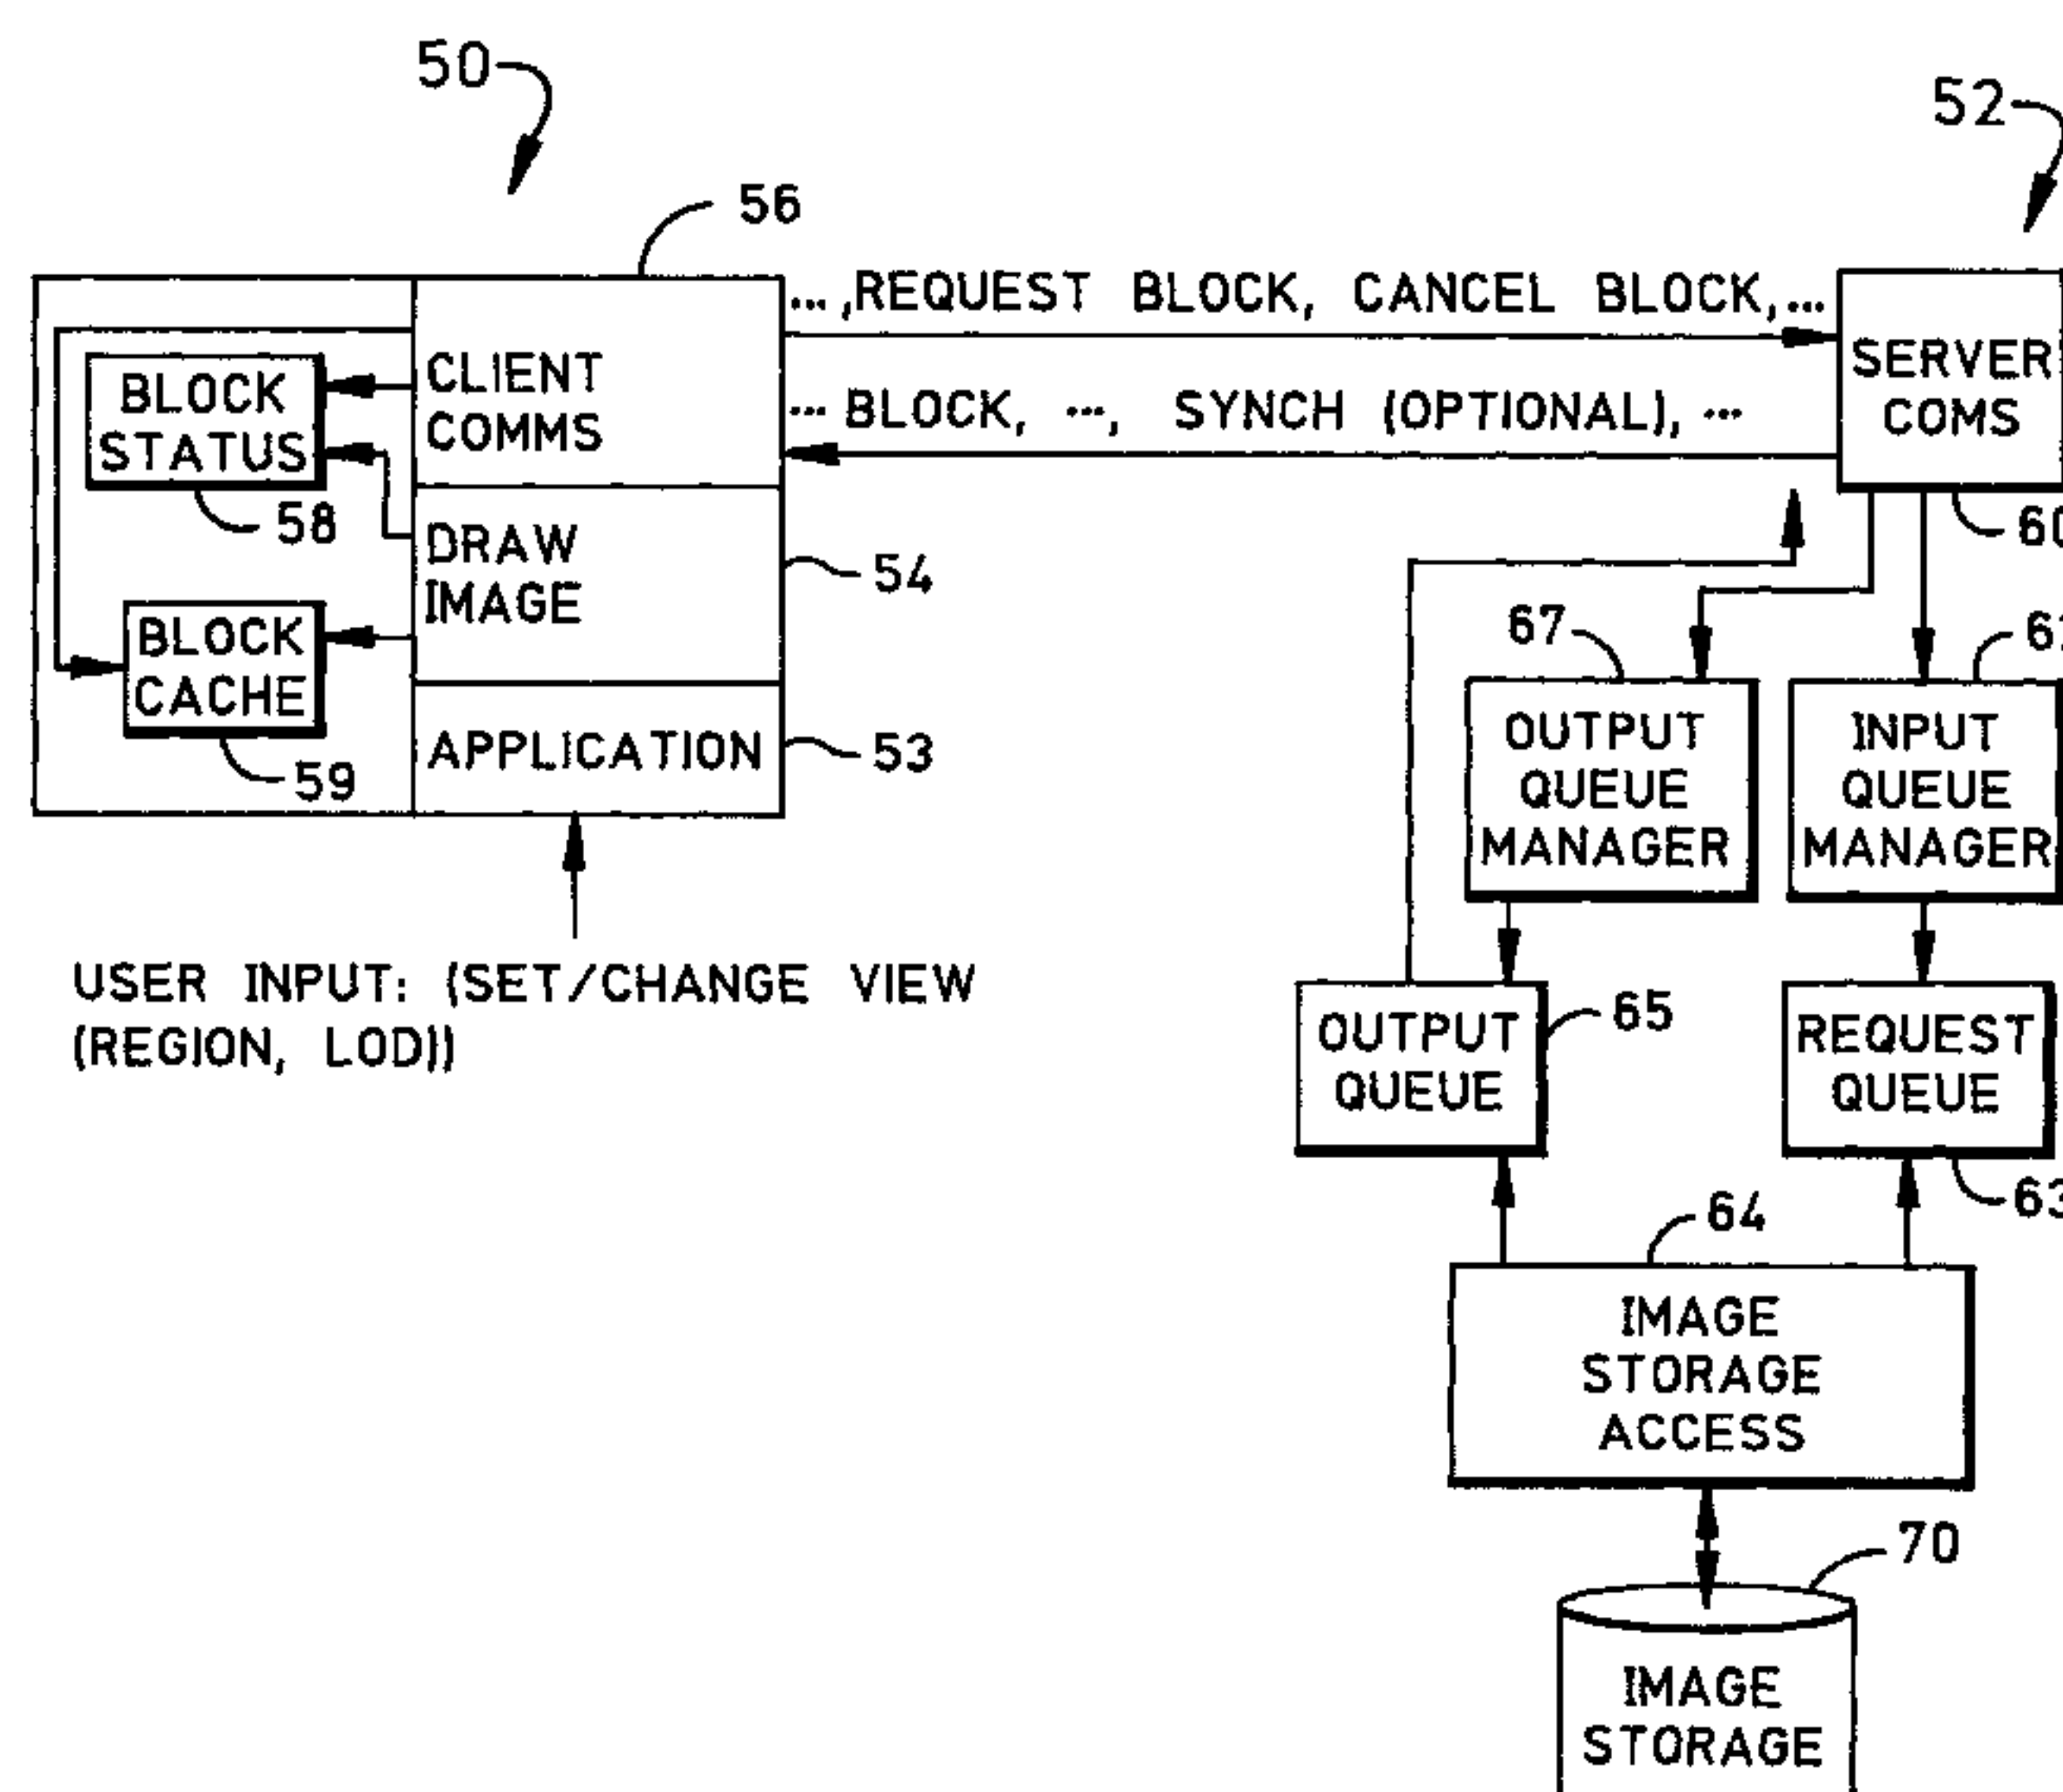 50
52
56
…,REQUEST BLOCK, CANCEL BLOCK,…
CLIENT
COMMS
SERVER
COMS
BLOCK
STATUS
… BLOCK, …, SYNCH (OPTIONAL), …
58
DRAW
IMAGE
54
67
BLOCK
CACHE
59
APPLICATION
53
OUTPUT
QUEUE
MANAGER
INPUT
QUEUE
MANAGER
USER INPUT: (SET/CHANGE VIEW
(REGION, LOD))
OUTPUT
QUEUE
65
REQUEST
QUEUE
63
64
IMAGE
STORAGE
ACCESS
70
IMAGE
STORAGE